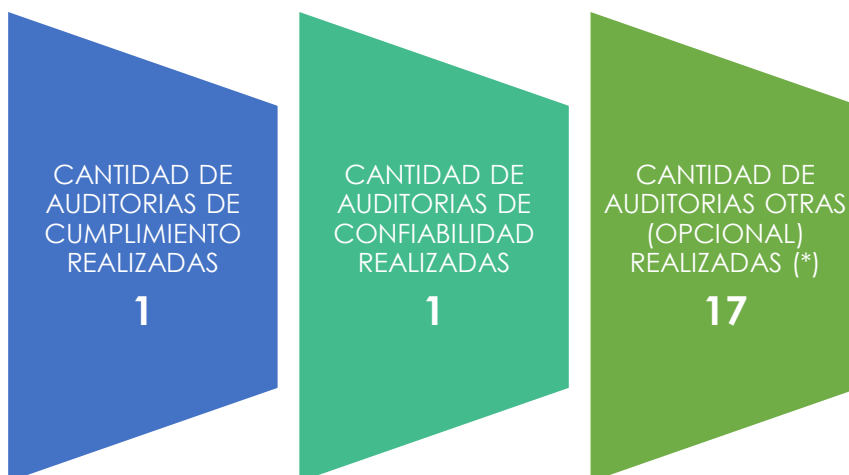 CANTIDAD DE
AUDITORIAS DE
CUMPLIMIENTO
REALIZADAS
1
CANTIDAD DE
AUDITORIAS DE
CONFIABILIDAD
REALIZADAS
1
CANTIDAD DE
AUDITORIAS OTRAS
(OPCIONAL)
REALIZADAS (*)
17